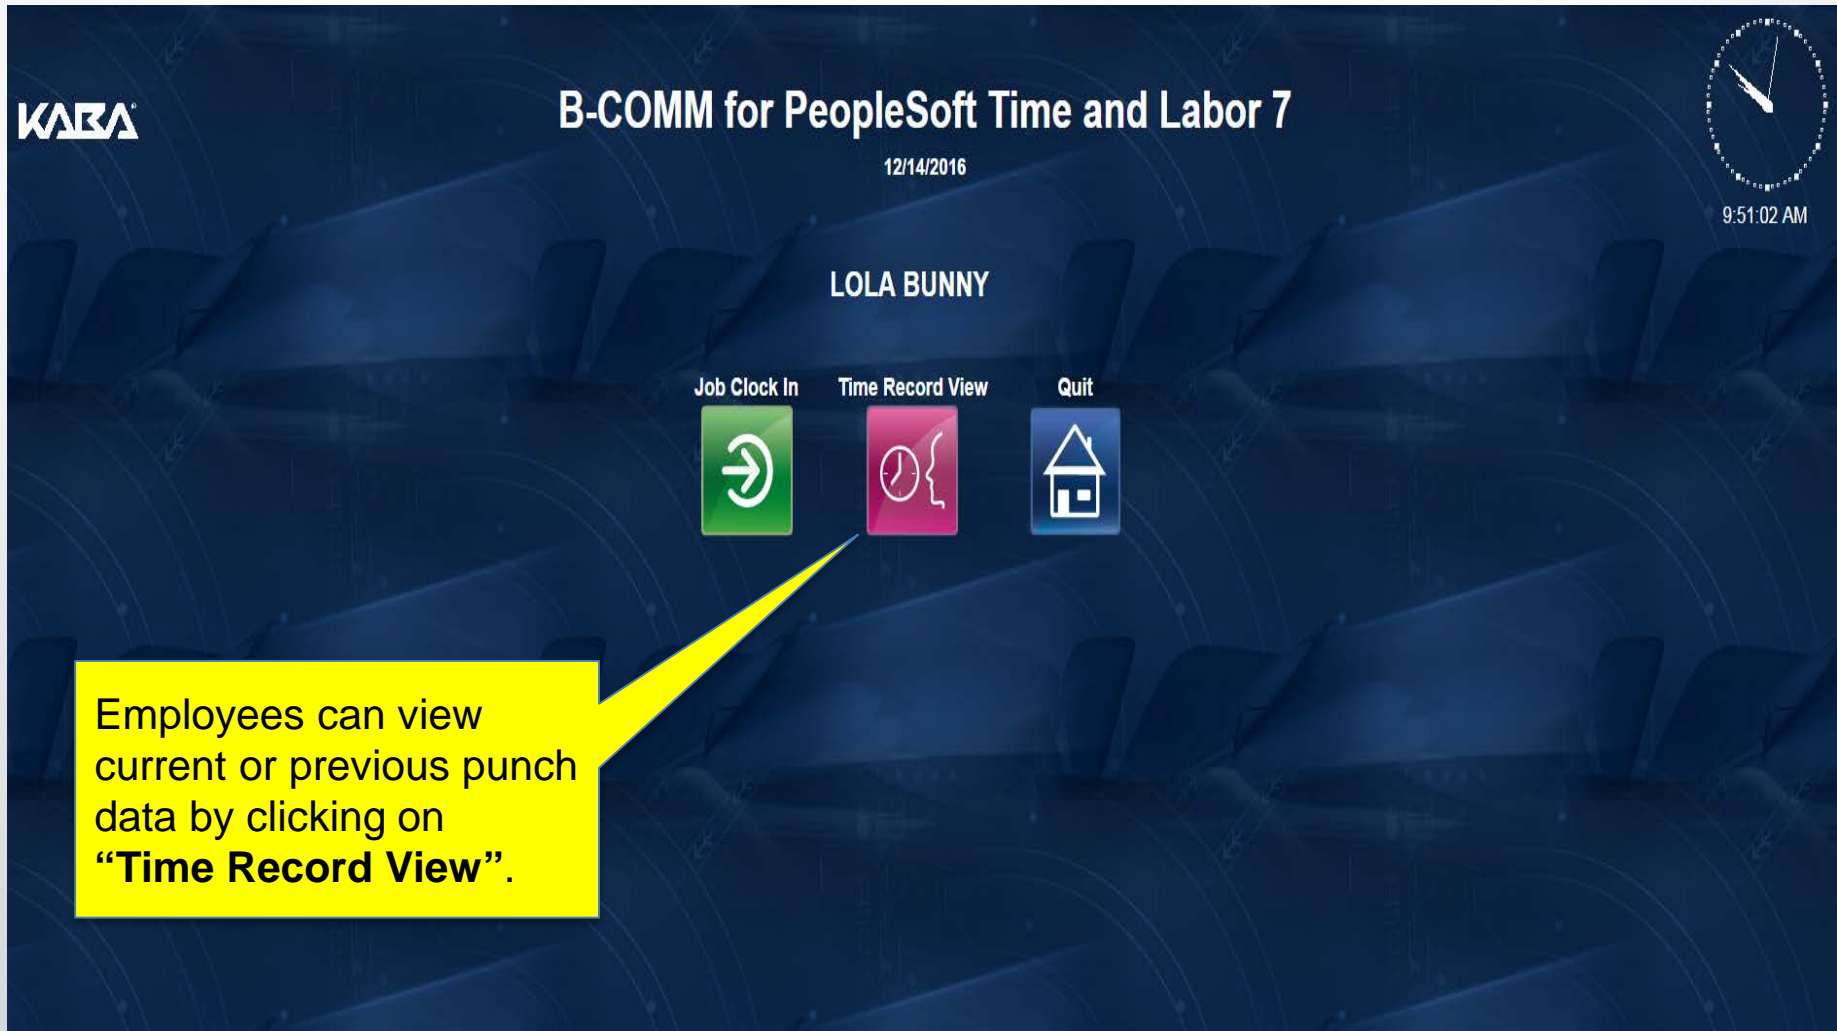 KABA
B-COMM for PeopleSoft Time and Labor 7
12/14/2016
9:51:02 AM
LOLA BUNNY
Job Clock In
Time Record View
Quit
Employees can view
current or previous punch
data by clicking on
“Time Record View”.